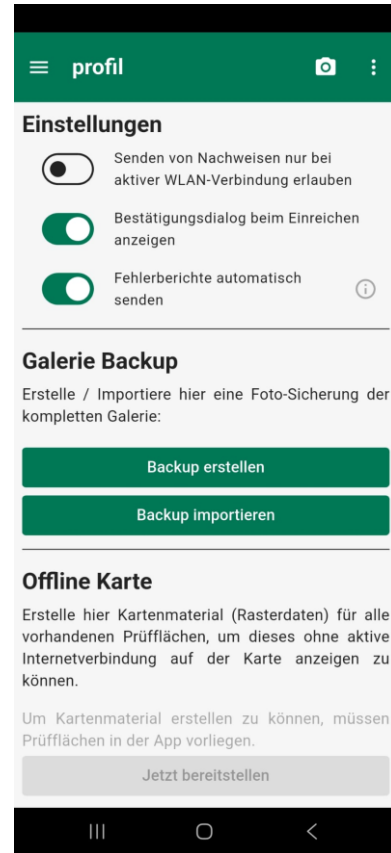 profil
Einstellungen
Senden von Nachweisen nur bei
aktiver WLAN-Verbindung erlauben
Bestätigungsdialog beim Einreichen
anzeigen
Fehlerberichte automatisch
senden
Galerie Backup
Erstelle / Importiere hier eine Foto-Sicherung der
kompletten Galerie:
Backup erstellen
Backup importieren
Offline Karte
Erstelle hier Kartenmaterial (Rasterdaten) für alle
vorhandenen Prüfflächen, um dieses ohne aktive
Internetverbindung auf der Karte anzeigen zu
können.
Um Kartenmaterial erstellen zu können, müssen
Prüfflächen in der App vorliegen.
Jetzt bereitstellen